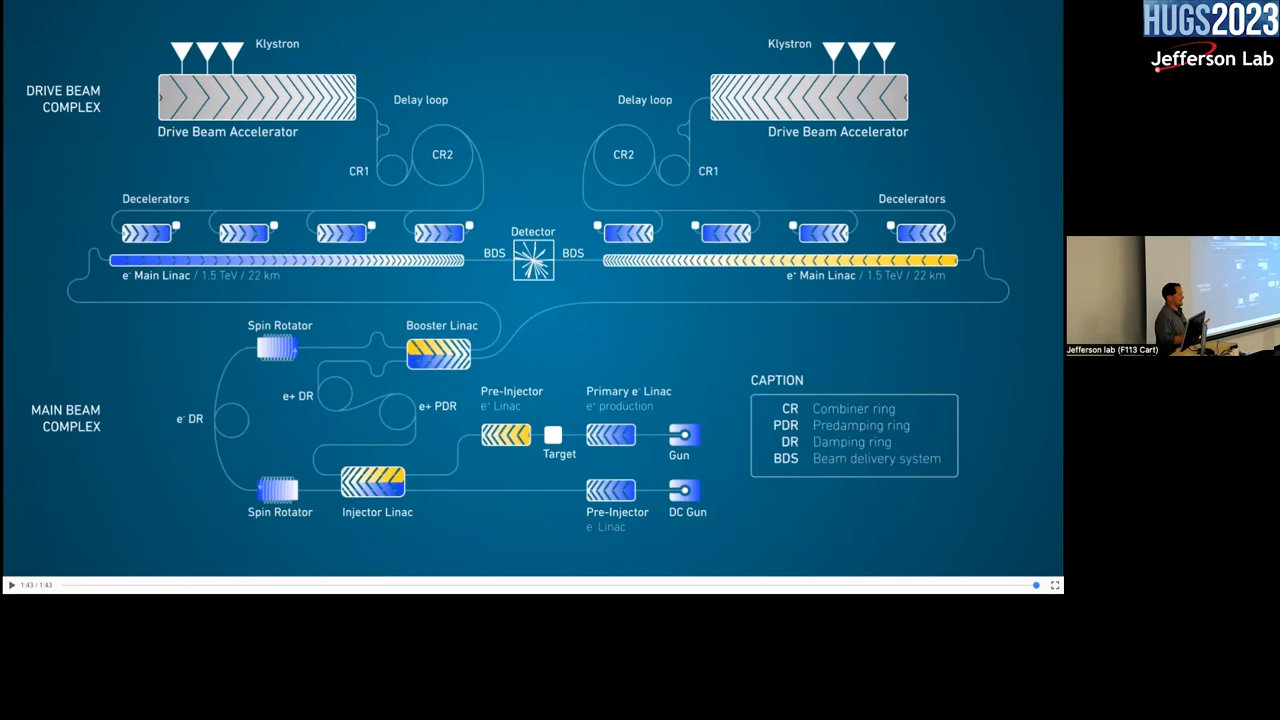 HUGS2023
Jefferson Lab
Klystron
Klystron
DRIVE BEAM
COMPLEX
Delay loop
Delay loop
Drive Beam Accelerator
Drive Beam Accelerator
CR2
CR2
CR1
CR1
Decelerators
Decelerators
Detector
BDS
BDS
e⁻ Main Linac / 1.5 TeV / 22 km
e⁺ Main Linac / 1.5 TeV / 22 km
Jefferson lab (F113 Cart)
Spin Rotator
Booster Linac
MAIN BEAM
COMPLEX
e⁻ DR
e+ DR
e+ PDR
Pre-Injector
e⁺ Linac
Primary e⁻ Linac
e⁺ production
Target
Gun
Spin Rotator
Injector Linac
Pre-Injector
e⁻ Linac
DC Gun
CAPTION
CR Combiner ring
PDR Predamping ring
DR Damping ring
BDS Beam delivery system
1:43 / 1:43